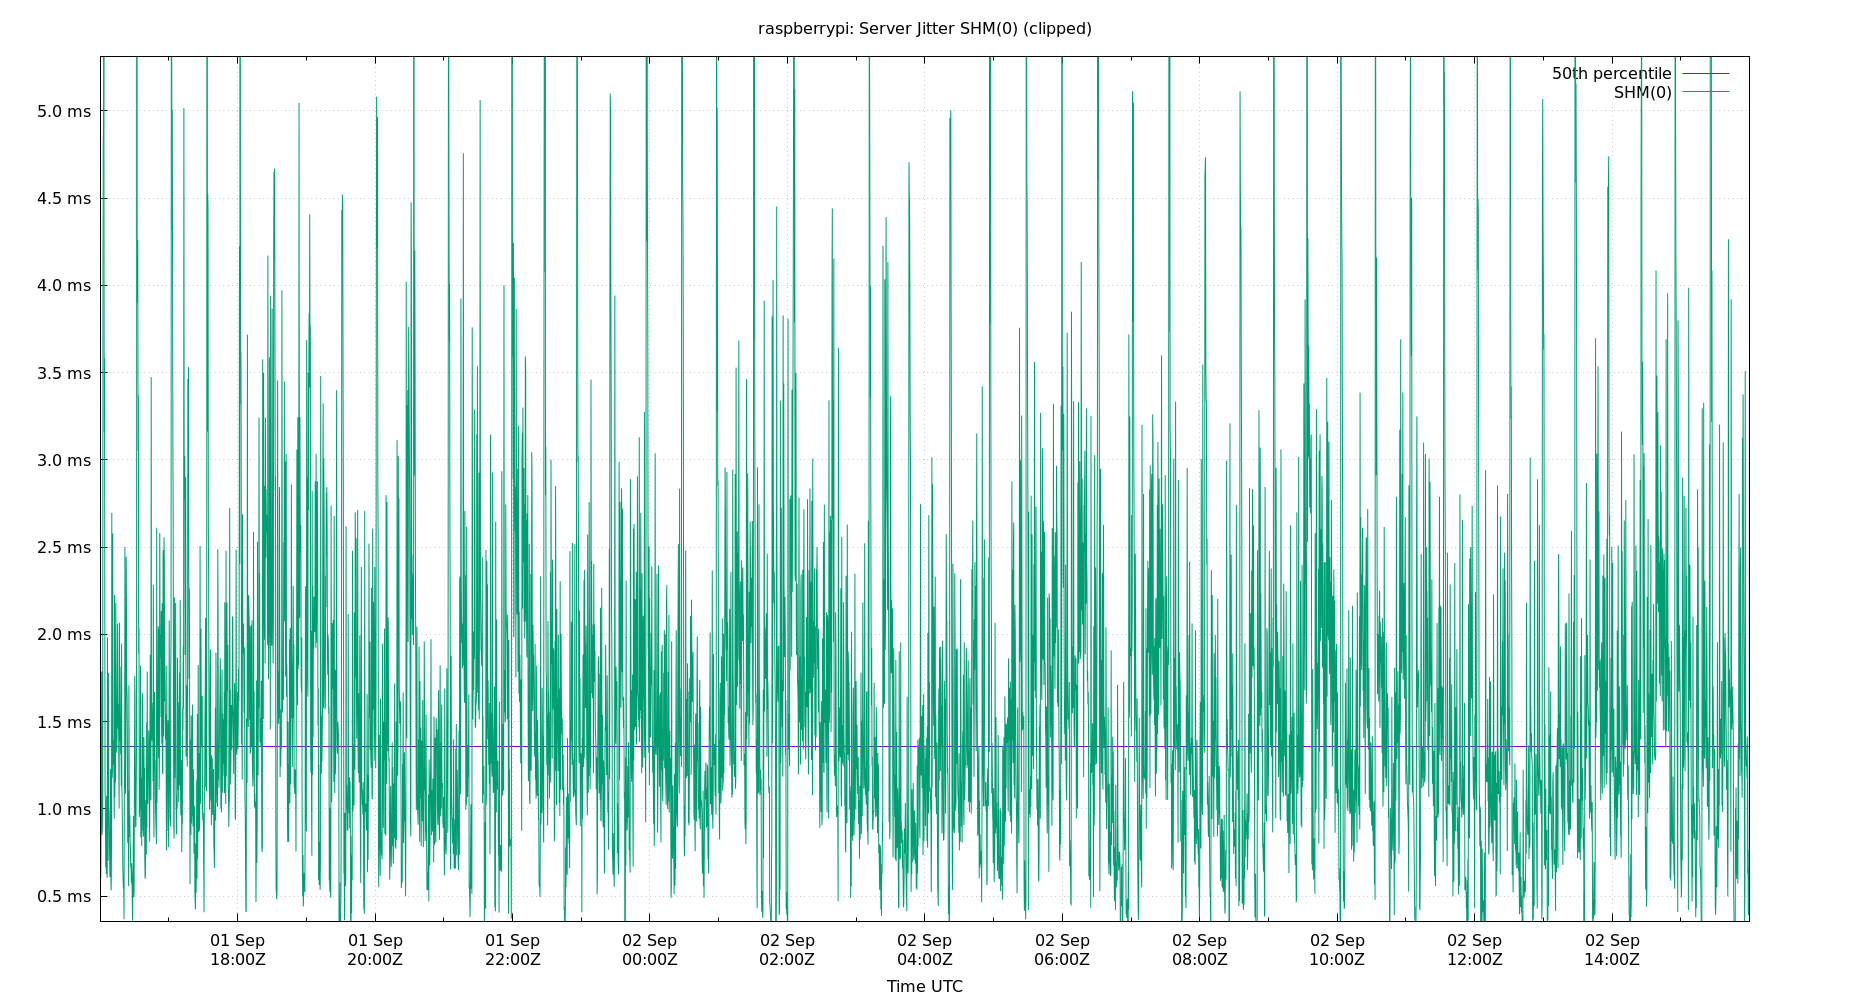 raspberrypi: Server Jitter SHM(0) (clipped)
50th percentile
SHM(0)
5.0 ms
4.5 ms
4.0 ms
3.5 ms
3.0 ms
2.5 ms
2.0 ms
1.5 ms
1.0 ms
0.5 ms
01 Sep 01 Sep 01 Sep 02 Sep 02 Sep 02 Sep 02 Sep 02 Sep 02 Sep 02 Sep 02 Sep
18:00Z 20:00Z 22:00Z 00:00Z 02:00Z 04:00Z 06:00Z 08:00Z 10:00Z 12:00Z 14:00Z
Time UTC